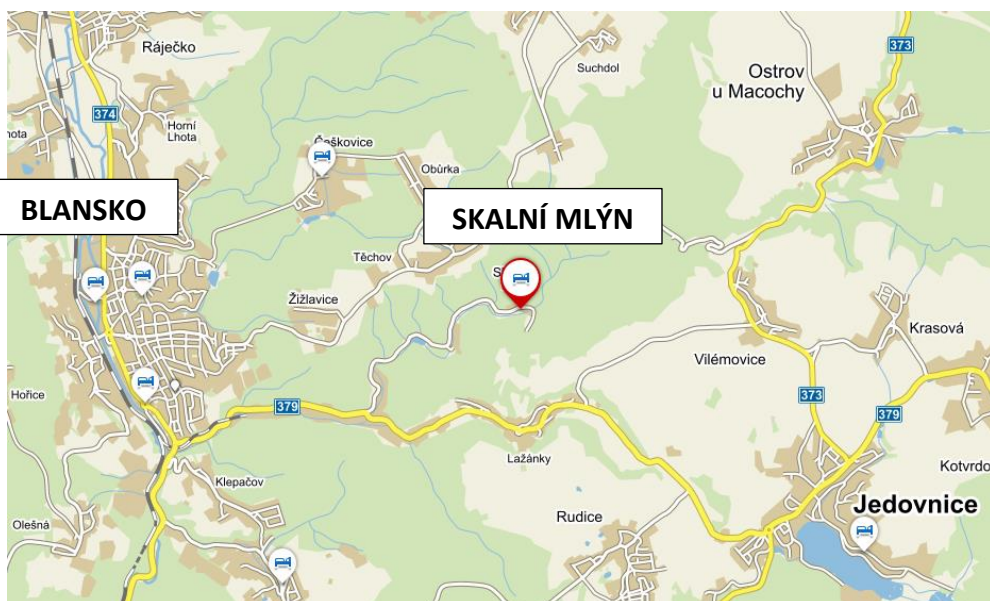 Ráječko
Suchdol
373
Ostrov
u Macochy
374
Horní
Lhota
Češkovice
Obůrka
BLANSKO
SKALNÍ MLÝN
Těchov
Žižlavice
Krasová
Vilémovice
Hořice
373
379
379
Lažánky
Klepačov
Rudice
Jedovnice
Olešná